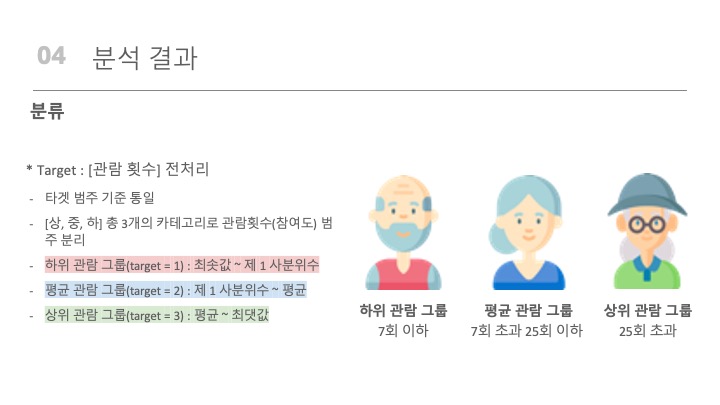 04 분석 결과
분류
* Target : [관람 횟수] 전처리
- 타겟 범주 기준 통일
- [상, 중, 하] 총 3개의 카테고리로 관람횟수(참여도) 범
주 분리
- 하위 관람 그룹(target = 1) : 최솟값 ~ 제 1 사분위수
- 평균 관람 그룹(target = 2) : 제 1 사분위수 ~ 평균
- 상위 관람 그룹(target = 3) : 평균 ~ 최댓값
하위 관람 그룹
7회 이하
평균 관람 그룹
7회 초과 25회 이하
상위 관람 그룹
25회 초과